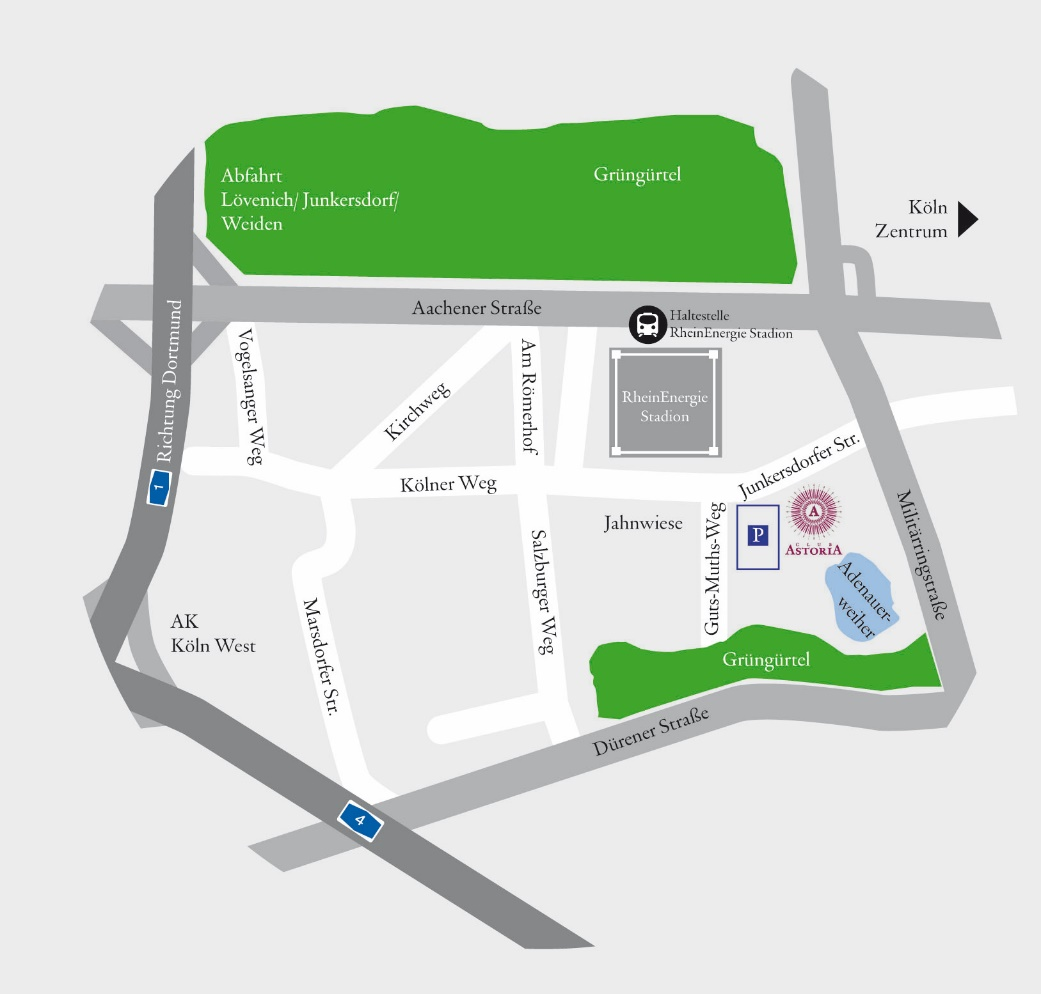 Abfahrt
Lövenich/ Junkersdorf/
Weiden
Grüngürtel
Köln
Zentrum
Aachener Straße
Haltestelle
RheinEnergie Stadion
Richtung Dortmund
Vogelsanger Weg
Kirchweg
Am Römerhof
RheinEnergie
Stadion
Junkersdorfer Str.
1
Kölner Weg
Jahnwiese
Guts-Muths-Weg
P
A
CLUB
ASTORIA
Militärringstraße
Salzburger Weg
Adenauer-
weiher
Marsdorfer Str.
AK
Köln West
Grüngürtel
Dürener Straße
4